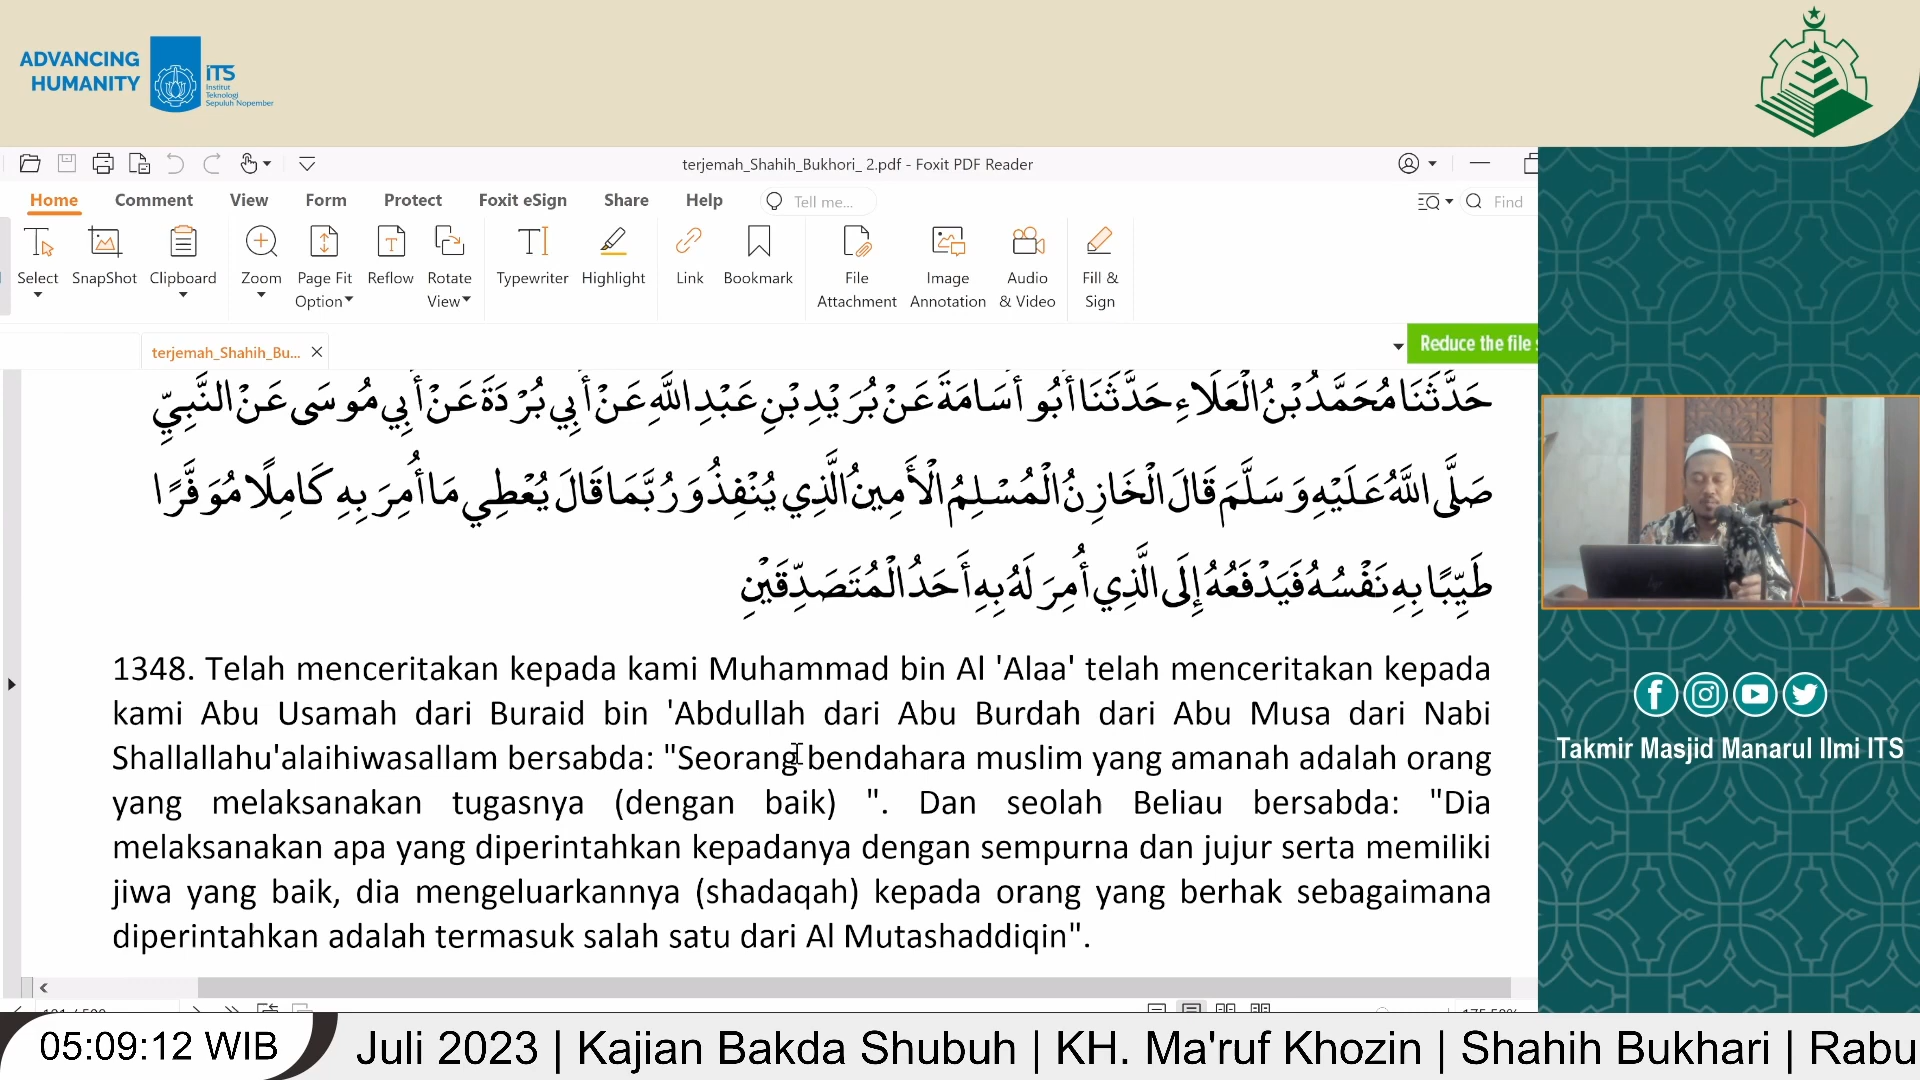 ADVANCING
HUMANITY
ITS
Institut
Teknologi
Sepuluh Nopember
terjemah_Shahih_Bukhori_ 2.pdf - Foxit PDF Reader
Home Comment View Form Protect Foxit eSign Share Help Tell me... Find
Select SnapShot Clipboard Zoom Page Fit Option Reflow Rotate View Typewriter Highlight Link Bookmark File Attachment Image Annotation Audio & Video Fill & Sign
terjemah_Shahih_Bu...
Reduce the file
حَدَّثَنَا مُحَمَّدُ بْنُ الْعَلَاءِ حَدَّثَنَا أَبُو أُسَامَةَ عَنْ بُرَيْدِ بْنِ عَبْدِ اللَّهِ عَنْ أَبِي بُرْدَةَ عَنْ أَبِي مُوسَى عَنْ النَّبِيِّ
صَلَّى اللَّهُ عَلَيْهِ وَسَلَّمَ قَالَ الْخَازِنُ الْمُسْلِمُ الْأَمِينُ الَّذِي يُنْفِذُ وَرُبَّمَا قَالَ يُعْطِي مَا أُمِرَ بِهِ كَامِلًا مُوَفَّرًا
طَيِّبًا بِهِ نَفْسُهُ فَيَدْفَعُهُ إِلَى الَّذِي أُمِرَ لَهُ بِهِ أَحَدُ الْمُتَصَدِّقَيْنِ
1348. Telah menceritakan kepada kami Muhammad bin Al 'Alaa' telah menceritakan kepada
kami Abu Usamah dari Buraid bin 'Abdullah dari Abu Burdah dari Abu Musa dari Nabi
Shallallahu'alaihiwasallam bersabda: "Seorang bendahara muslim yang amanah adalah orang
yang melaksanakan tugasnya (dengan baik) ". Dan seolah Beliau bersabda: "Dia
melaksanakan apa yang diperintahkan kepadanya dengan sempurna dan jujur serta memiliki
jiwa yang baik, dia mengeluarkannya (shadaqah) kepada orang yang berhak sebagaimana
diperintahkan adalah termasuk salah satu dari Al Mutashaddiqin".
Takmir Masjid Manarul Ilmi ITS
05:09:12 WIB
Juli 2023 | Kajian Bakda Shubuh | KH. Ma'ruf Khozin | Shahih Bukhari | Rabu